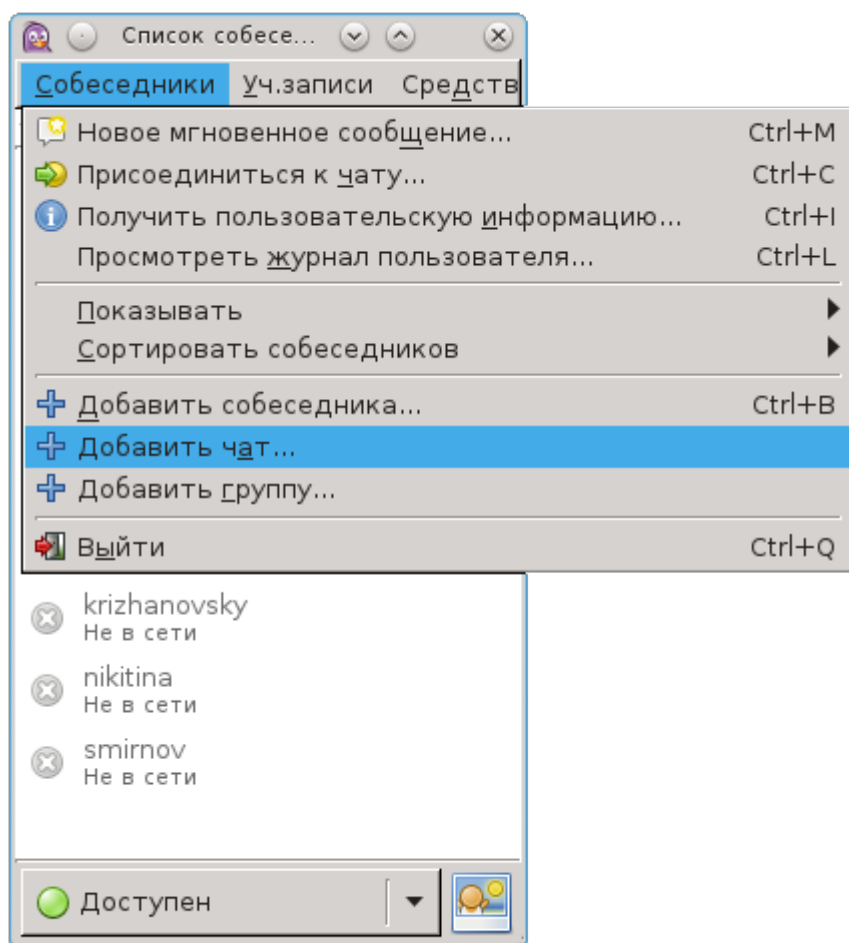 Список собесе...
Собеседники Уч.записи Средств
Новое мгновенное сообщение... Ctrl+M
Присоединиться к чату... Ctrl+C
Получить пользовательскую информацию... Ctrl+I
Просмотреть журнал пользователя... Ctrl+L
Показывать
Сортировать собеседников
Добавить собеседника... Ctrl+B
Добавить чат...
Добавить группу...
Выйти Ctrl+Q
krizhanovsky
Не в сети
nikitina
Не в сети
smirnov
Не в сети
Доступен